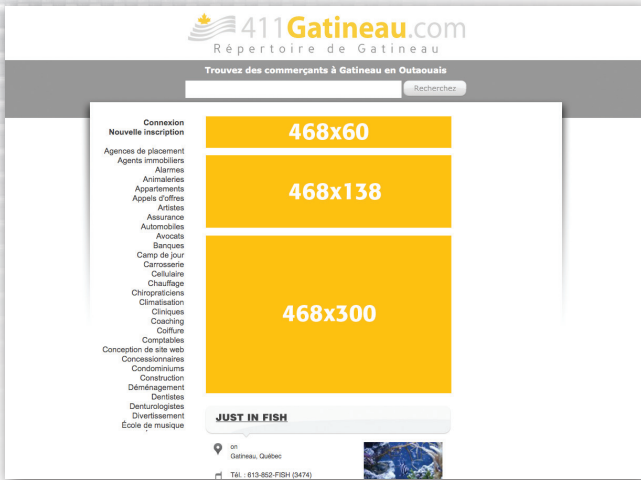 411Gatineau.com
Répertoire de Gatineau
Trouvez des commerçants à Gatineau en Outaouais
Recherchez
Connexion
Nouvelle inscription
Agences de placement
Agents immobiliers
Alarmes
Animaleries
Appartements
Appels d'offres
Artistes
Assurance
Automobiles
Avocats
Banques
Camp de jour
Carrosserie
Cellulaire
Chauffage
Chiropraticiens
Climatisation
Cliniques
Coaching
Coiffure
Comptables
Conception de site web
Concessionnaires
Condominiums
Construction
Déménagement
Dentistes
Denturologistes
Divertissement
École de musique
468x60
468x138
468x300
JUST IN FISH
on
Gatineau, Québec
Tél. : 613-852-FISH (3474)